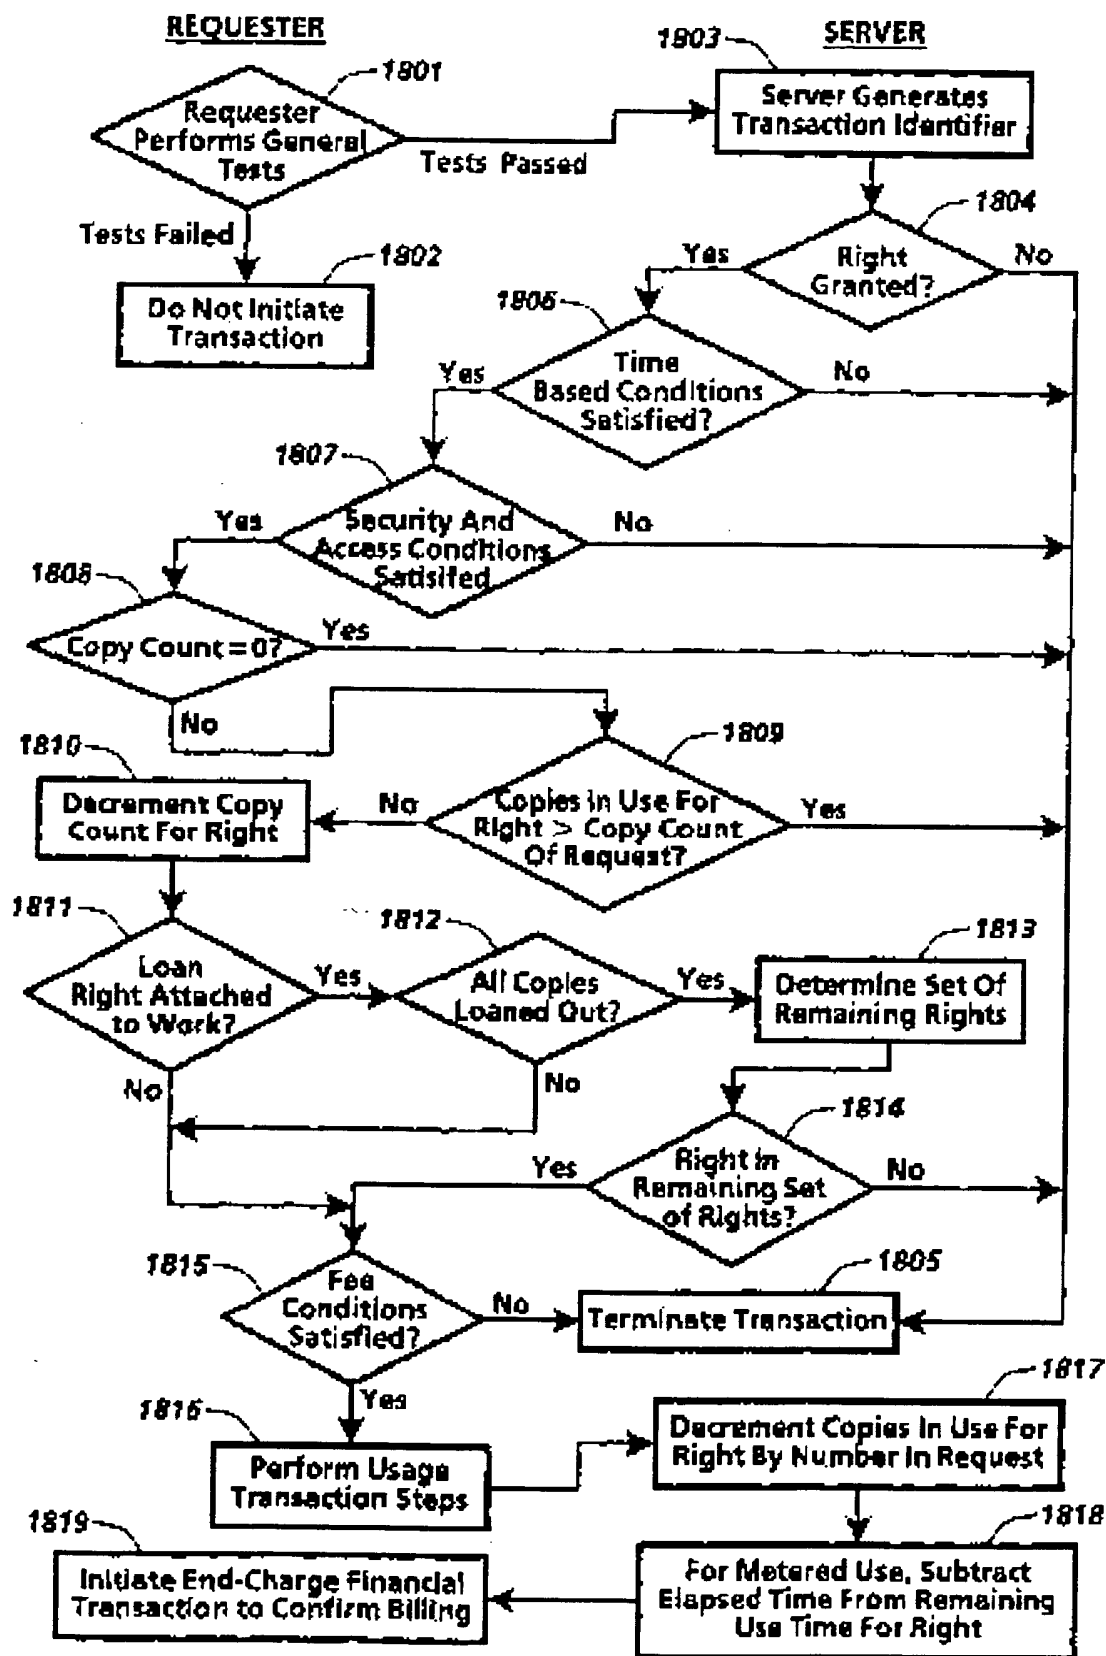 REQUESTER
SERVER
1801
1803
Requester
Performs General
Tests
Server Generates
Transaction Identifier
Tests Passed
Tests Failed
1802
Do Not Initiate
Transaction
1804
Right
Granted?
Yes
No
1806
Time
Based Conditions
Satisfied?
Yes
No
1807
Security And
Access Conditions
Satisifed
Yes
No
1808
Copy Count = 0?
Yes
No
1809
Copies In Use For
Right > Copy Count
Of Request?
No
Yes
1810
Decrement Copy
Count For Right
1811
Loan
Right Attached
to Work?
Yes
No
1812
All Copies
Loaned Out?
Yes
No
1813
Determine Set Of
Remaining Rights
1814
Right In
Remaining Set
of Rights?
Yes
No
1815
Fee
Conditions
Satisfied?
No
Yes
1805
Terminate Transaction
1816
Perform Usage
Transaction Steps
1817
Decrement Copies In Use For
Right By Number In Request
1818
For Metered Use, Subtract
Elapsed Time From Remaining
Use Time For Right
1819
Initiate End-Charge Financial
Transaction to Confirm Billing